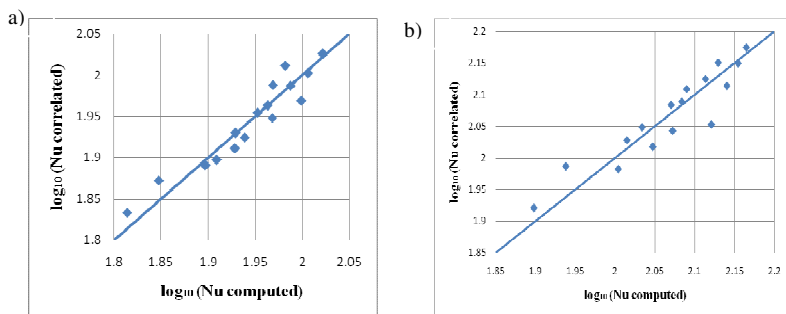 a)
2.05
2
1.95
1.9
1.85
1.8
log10 (Nu correlated)
1.8 1.85 1.9 1.95 2 2.05
log10 (Nu computed)
b)
2.2
2.15
2.1
2.05
2
1.95
1.9
1.85
log10 (Nu correlated)
1.85 1.9 1.95 2 2.05 2.1 2.15 2.2
log10 (Nu computed)